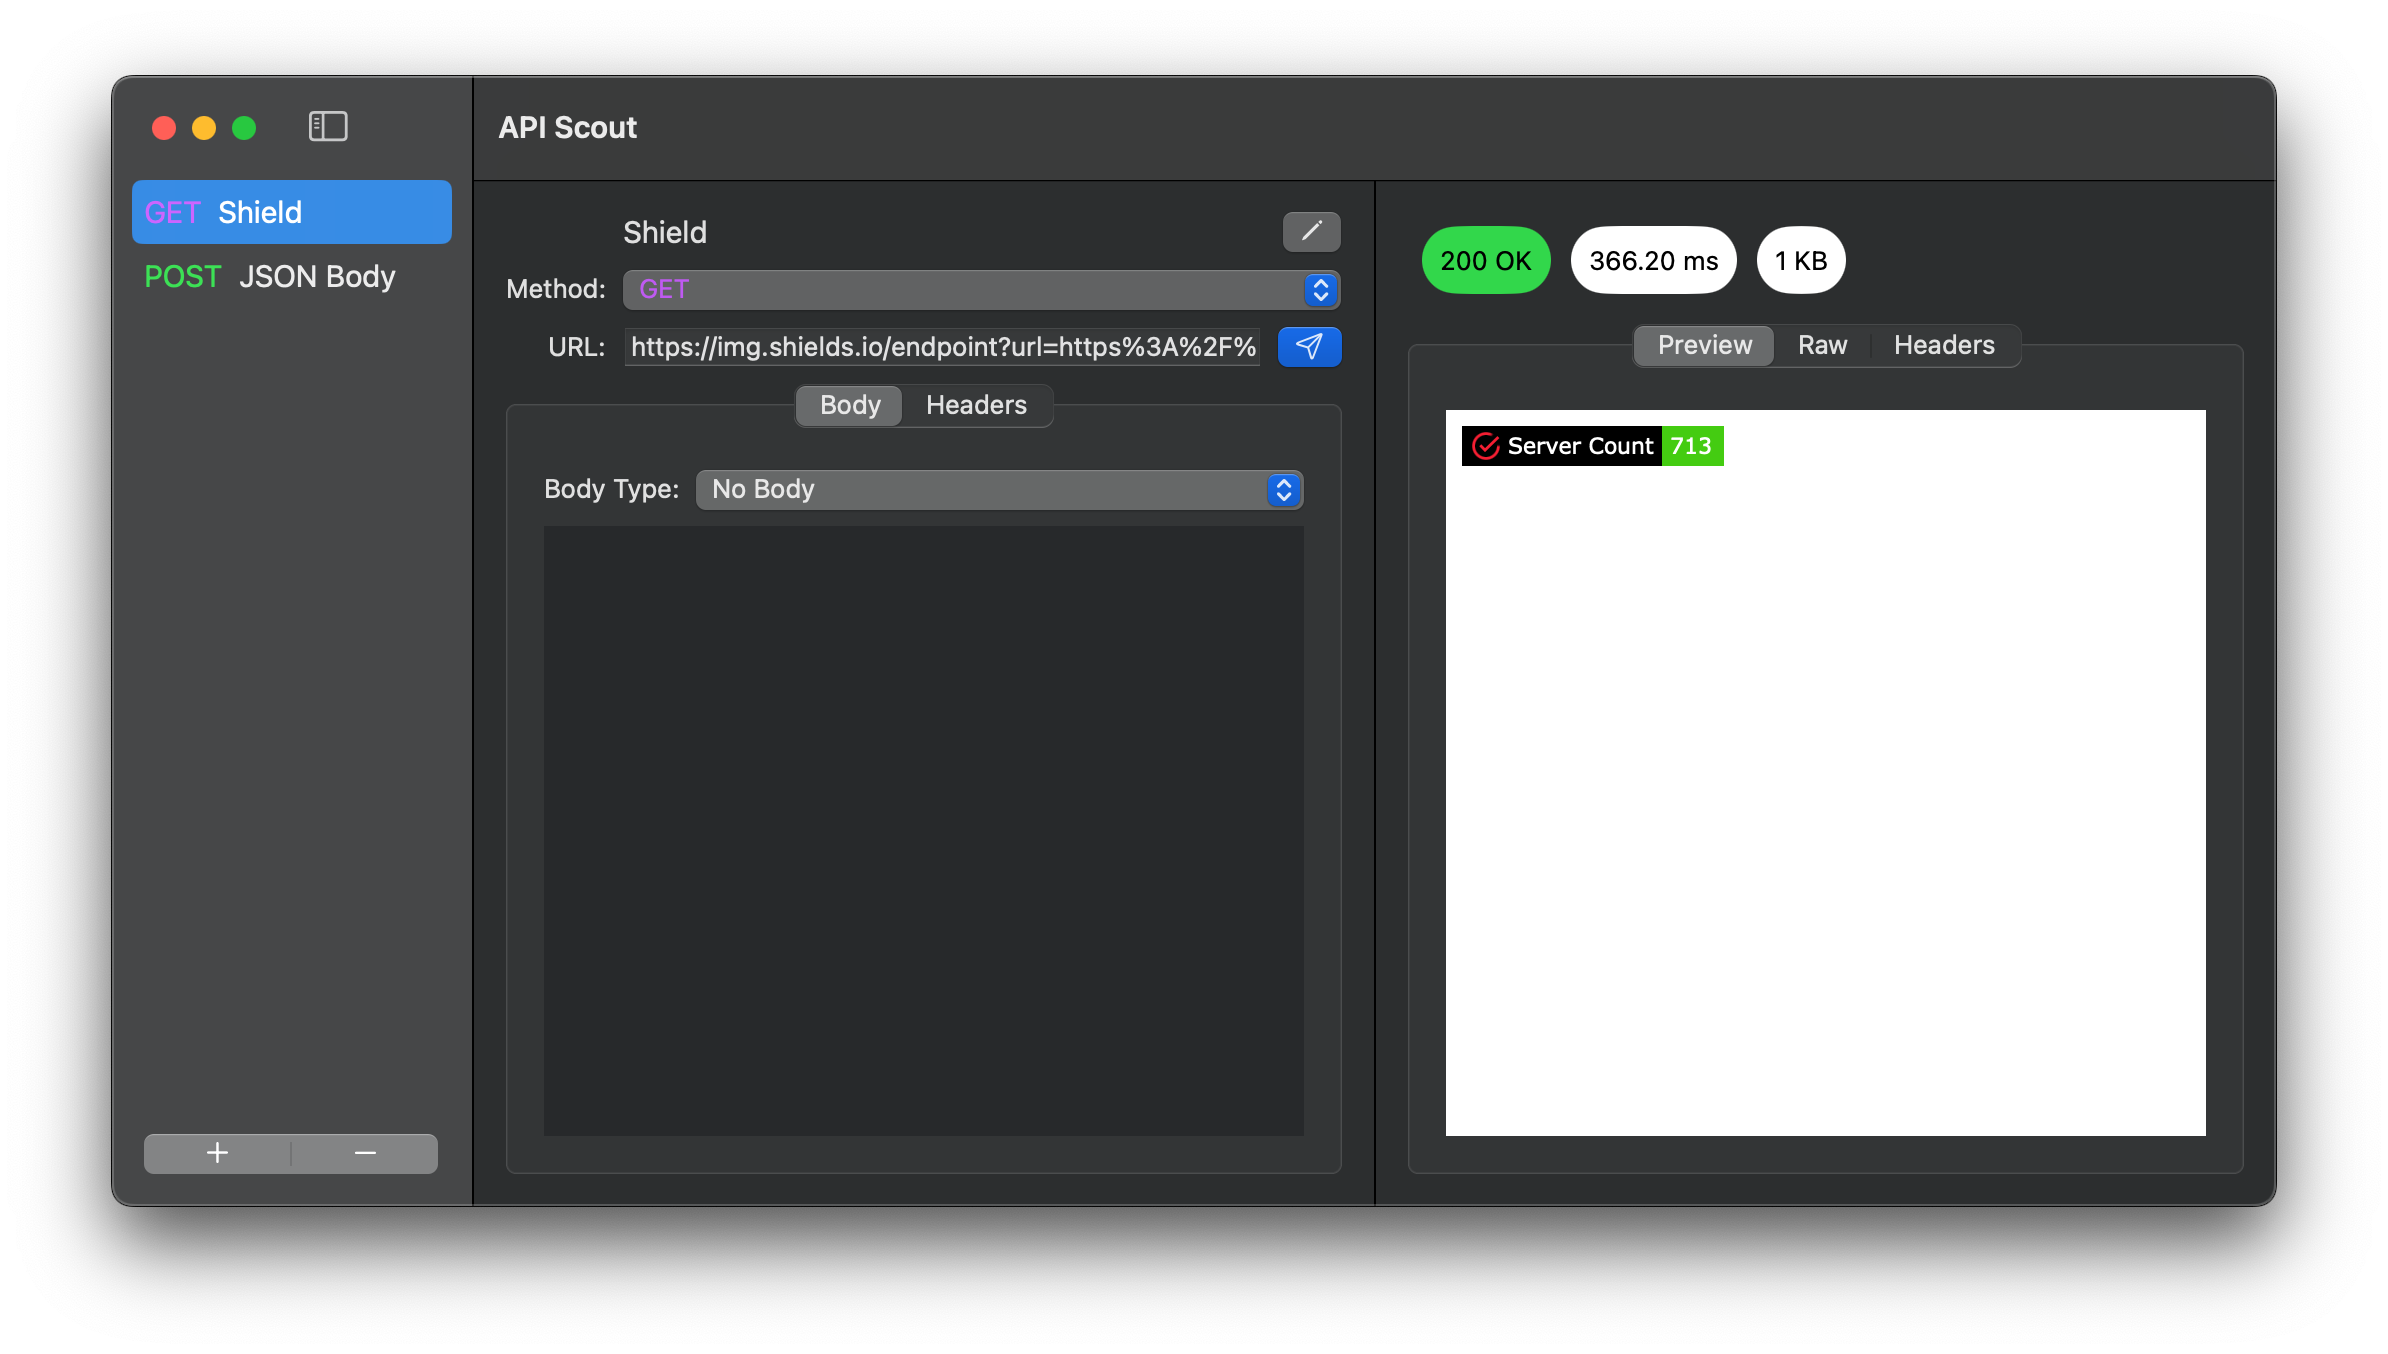 API Scout
GET Shield
POST JSON Body
Shield
Method: GET
URL: https://img.shields.io/endpoint?url=https%3A%2F%
Body Headers
Body Type: No Body
200 OK 366.20 ms 1 KB
Preview Raw Headers
Server Count 713